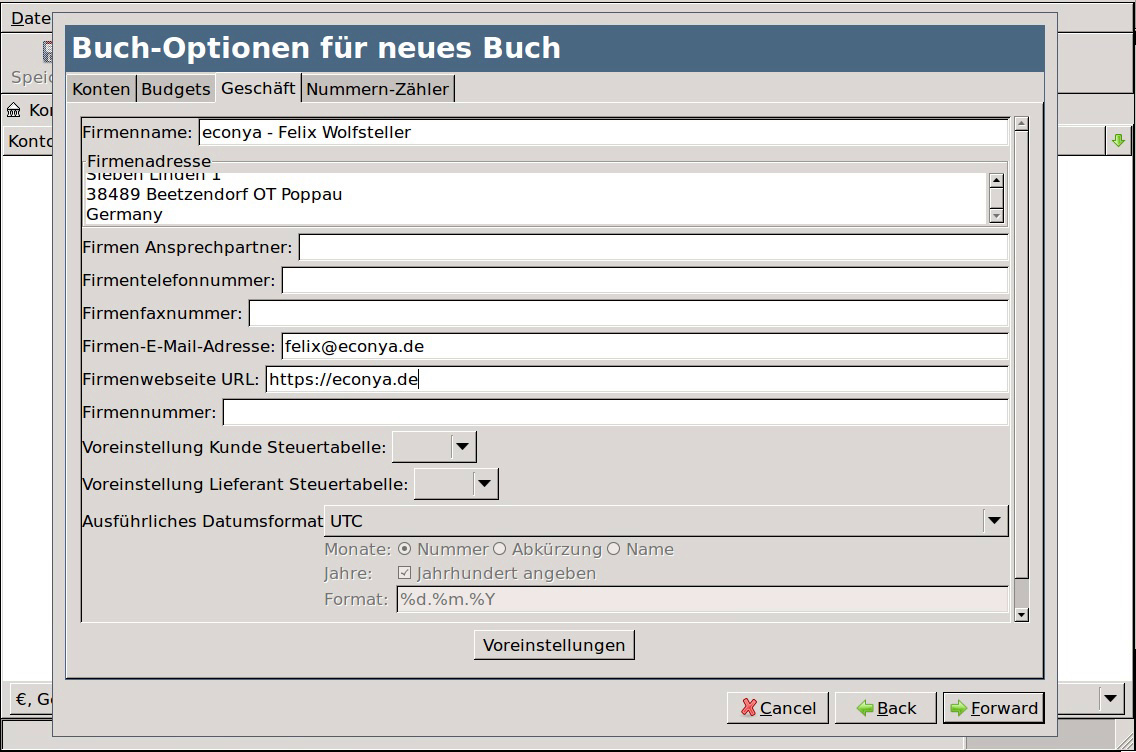 Date
Buch-Optionen für neues Buch
Speic
Konten Budgets Geschäft Nummern-Zähler
Kon
Firmenname: econya - Felix Wolfsteller
Konto
Firmenadresse
Sieben Linden 1
38489 Beetzendorf OT Poppau
Germany
Firmen Ansprechpartner:
Firmentelefonnummer:
Firmenfaxnummer:
Firmen-E-Mail-Adresse: felix@econya.de
Firmenwebseite URL: https://econya.de
Firmennummer:
Voreinstellung Kunde Steuertabelle:
Voreinstellung Lieferant Steuertabelle:
Ausführliches Datumsformat UTC
Monate: Nummer Abkürzung Name
Jahre: Jahrhundert angeben
Format: %d.%m.%Y
Voreinstellungen
€, Ge
Cancel Back Forward